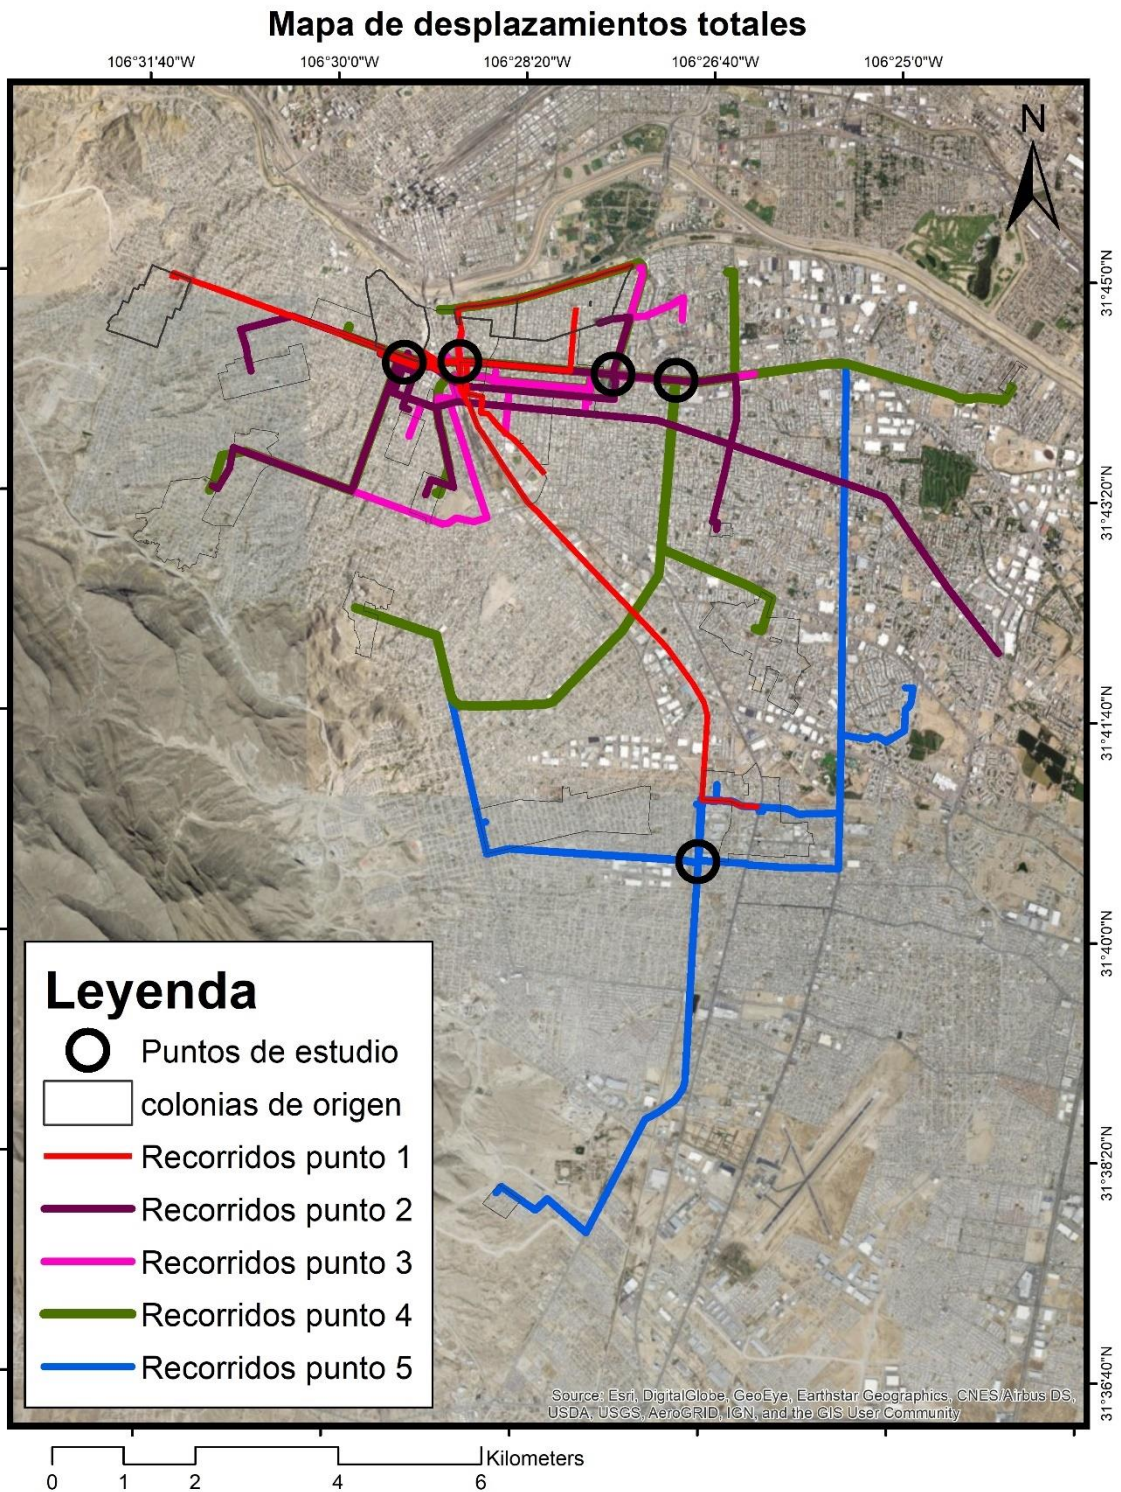 Mapa de desplazamientos totales
106°31'40"W 106°30'0"W 106°28'20"W 106°26'40"W 106°25'0"W
N
31°45'0"N
31°43'20"N
31°41'40"N
31°40'0"N
31°38'20"N
31°36'40"N
Leyenda
Puntos de estudio
colonias de origen
Recorridos punto 1
Recorridos punto 2
Recorridos punto 3
Recorridos punto 4
Recorridos punto 5
Source: Esri, DigitalGlobe, GeoEye, Earthstar Geographics, CNES/Airbus DS,
USDA, USGS, AeroGRID, IGN, and the GIS User Community
Kilometers
0 1 2 4 6